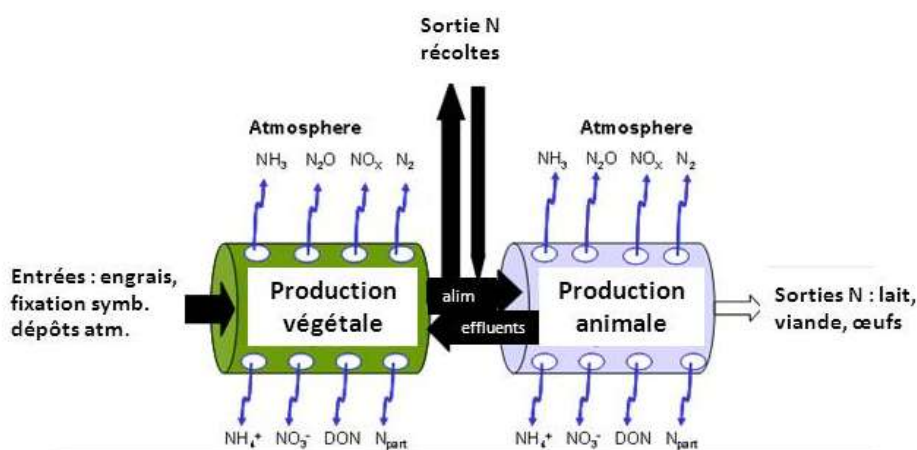 Sortie N
récoltes
Atmosphere
Atmosphere
NH₃ N₂O NOₓ N₂
NH₃ N₂O NOₓ N₂
Entrées : engrais,
fixation symb.
dépôts atm.
Production
végétale
alim
effluents
Production
animale
Sorties N : lait,
viande, œufs
NH₄⁺ NO₃⁻ DON Nₚₐᵣₜ
NH₄⁺ NO₃⁻ DON Nₚₐᵣₜ